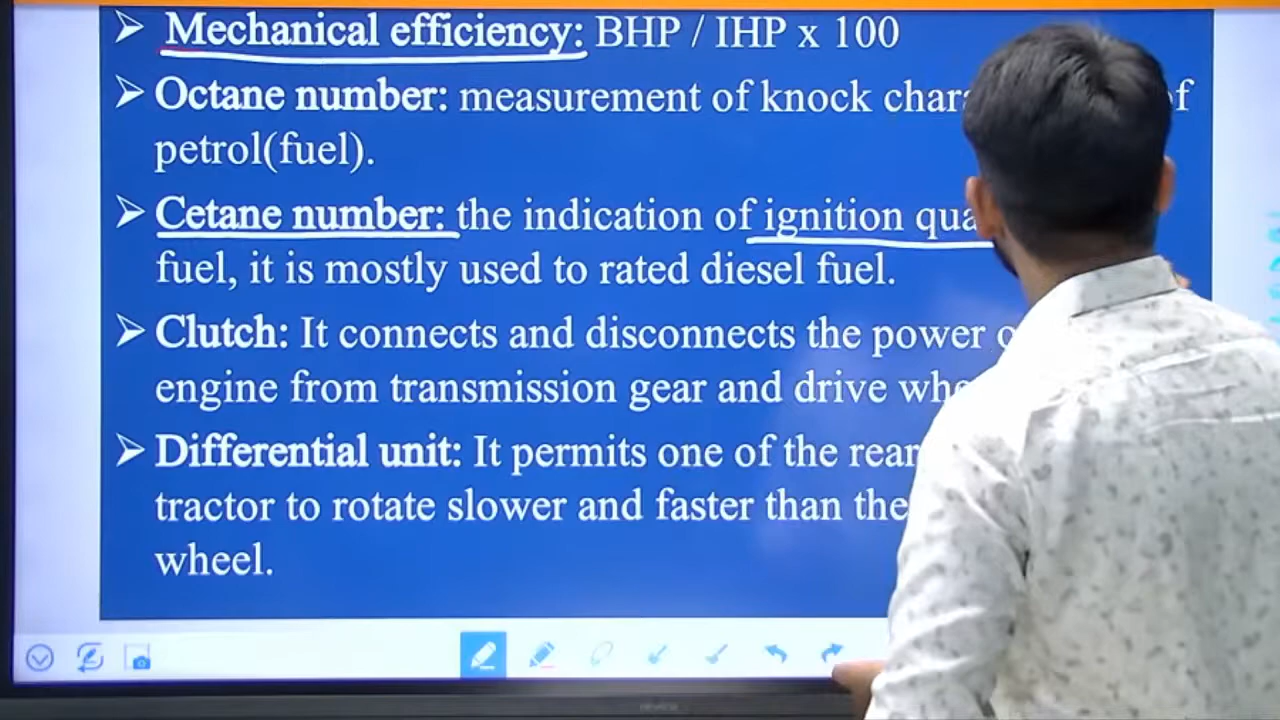 ➢ Mechanical efficiency: BHP / IHP x 100
➢ Octane number: measurement of knock
petrol(fuel).
➢ Cetane number: the indication of ignition
fuel, it is mostly used to rated diesel fuel.
➢ Clutch: It connects and disconnects the power
engine from transmission gear and drive
➢ Differential unit: It permits one of the rear
tractor to rotate slower and faster than the
wheel.